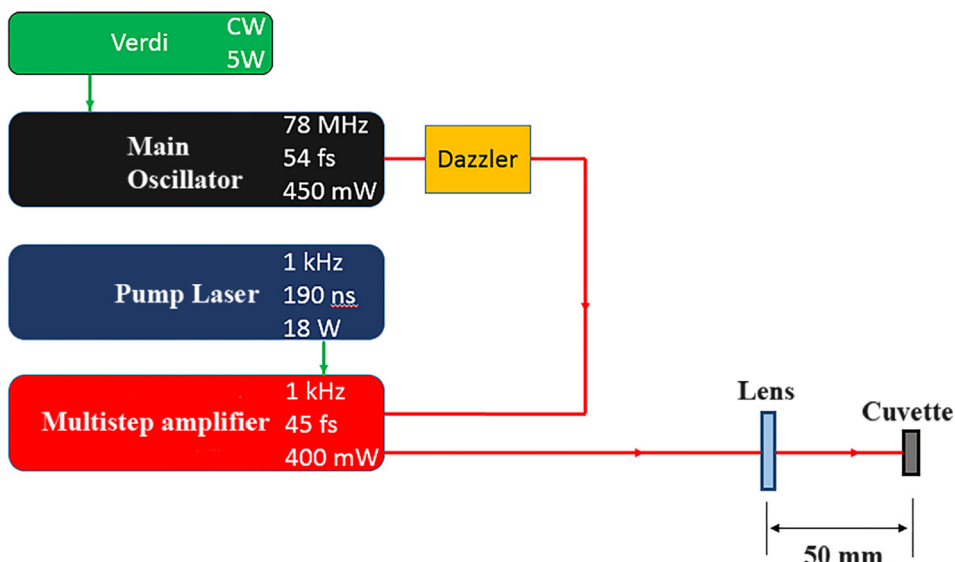 Verdi
CW
5W
Main
Oscillator
78 MHz
54 fs
450 mW
Dazzler
Pump Laser
1 kHz
190 ns
18 W
Multistep amplifier
1 kHz
45 fs
400 mW
Lens
Cuvette
50 mm